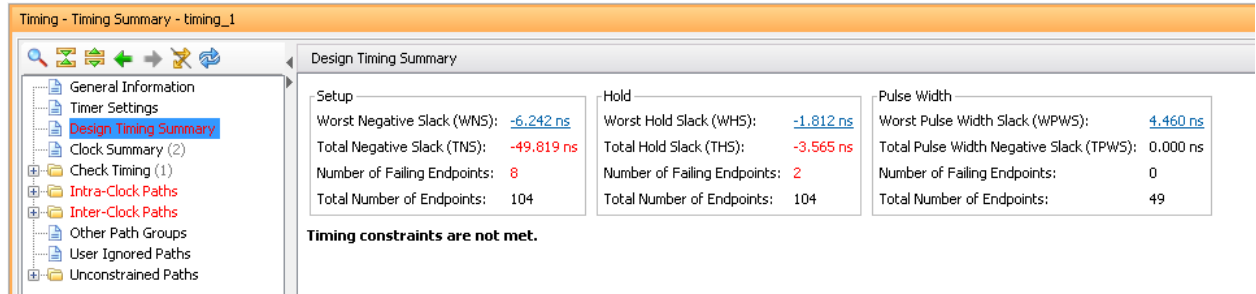 Timing - Timing Summary - timing_1
General Information
Timer Settings
Design Timing Summary
Clock Summary (2)
Check Timing (1)
Intra-Clock Paths
Inter-Clock Paths
Other Path Groups
User Ignored Paths
Unconstrained Paths
Design Timing Summary
Setup
Worst Negative Slack (WNS): -6.242 ns
Total Negative Slack (TNS): -49.819 ns
Number of Failing Endpoints: 8
Total Number of Endpoints: 104
Hold
Worst Hold Slack (WHS): -1.812 ns
Total Hold Slack (THS): -3.565 ns
Number of Failing Endpoints: 2
Total Number of Endpoints: 104
Pulse Width
Worst Pulse Width Slack (WPWS): 4.460 ns
Total Pulse Width Negative Slack (TPWS): 0.000 ns
Number of Failing Endpoints: 0
Total Number of Endpoints: 49
Timing constraints are not met.